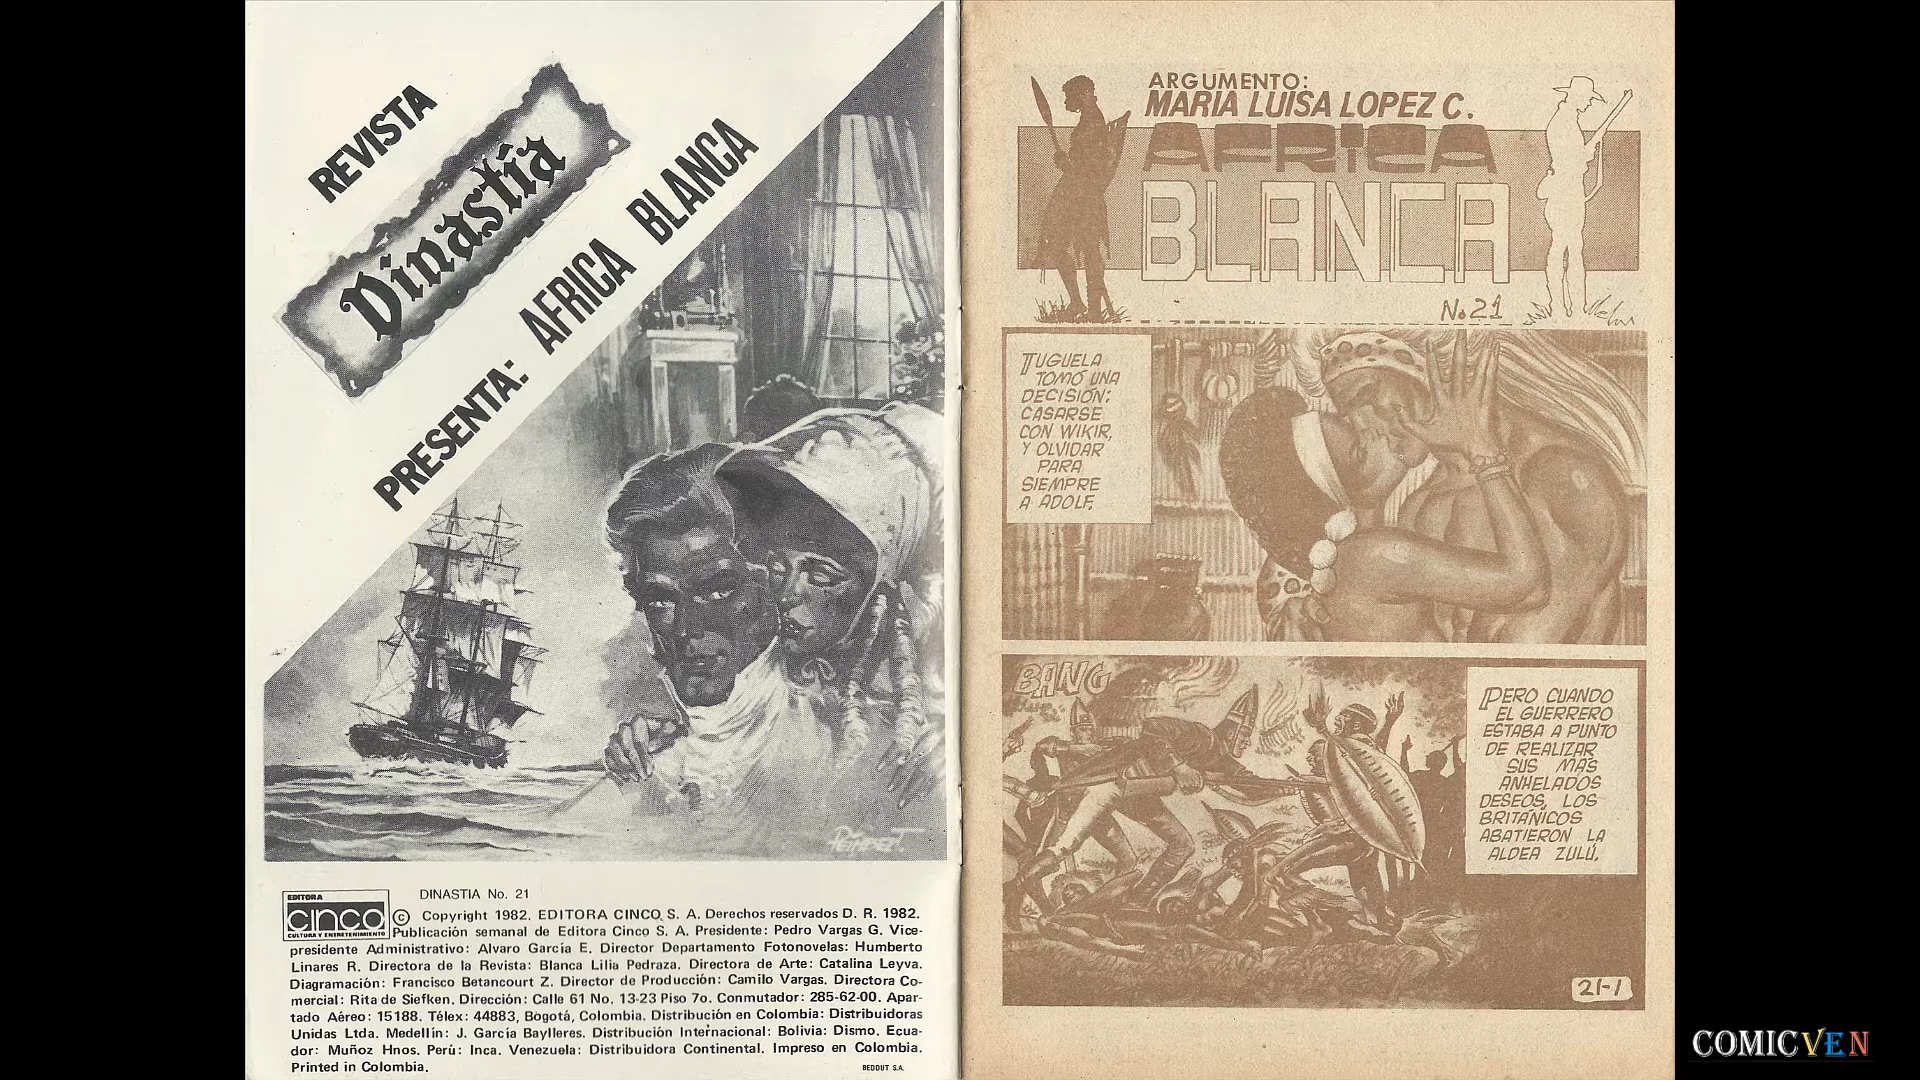 REVISTA
Dinastía
PRESENTA: AFRICA BLANCA
EDITORA
cinco
CULTURA Y ENTRETENIMIENTO
DINASTIA No. 21
© Copyright 1982, EDITORA CINCO S. A. Derechos reservados D. R. 1982.
Publicación semanal de Editora Cinco S. A. Presidente: Pedro Vargas G. Vice-
presidente Administrativo: Alvaro García E. Director Departamento Fotonovelas: Humberto
Linares R. Directora de la Revista: Blanca Lilia Pedraza. Directora de Arte: Catalina Leyva.
Diagramación: Francisco Betancourt Z. Director de Producción: Camilo Vargas. Directora Co-
mercial: Rita de Siefken. Dirección: Calle 61 No. 13-23 Piso 7o. Conmutador: 285-62-00. Apar-
tado Aéreo: 15188. Télex: 44883, Bogotá, Colombia. Distribución en Colombia: Distribuidoras
Unidas Ltda. Medellín: J. García Baylleres. Distribución Internacional: Bolivia: Dismo. Ecua-
dor: Muñoz Hnos. Perú: Inca. Venezuela: Distribuidora Continental. Impreso en Colombia.
Printed in Colombia.
BEDOUT S.A.
ARGUMENTO:
MARIA LUISA LOPEZ C.
AFRICA
BLANCA
No. 21
TUGUELA
TOMÓ UNA
DECISIÓN:
CASARSE
CON WIKIR,
Y OLVIDAR
PARA
SIEMPRE
A ADOLF.
BANG
PERO CUANDO
EL GUERRERO
ESTABA A PUNTO
DE REALIZAR
SUS MÁS
ANHELADOS
DESEOS, LOS
BRITÁNICOS
ABATIERON LA
ALDEA ZULÚ.
21-1
COMICVEN